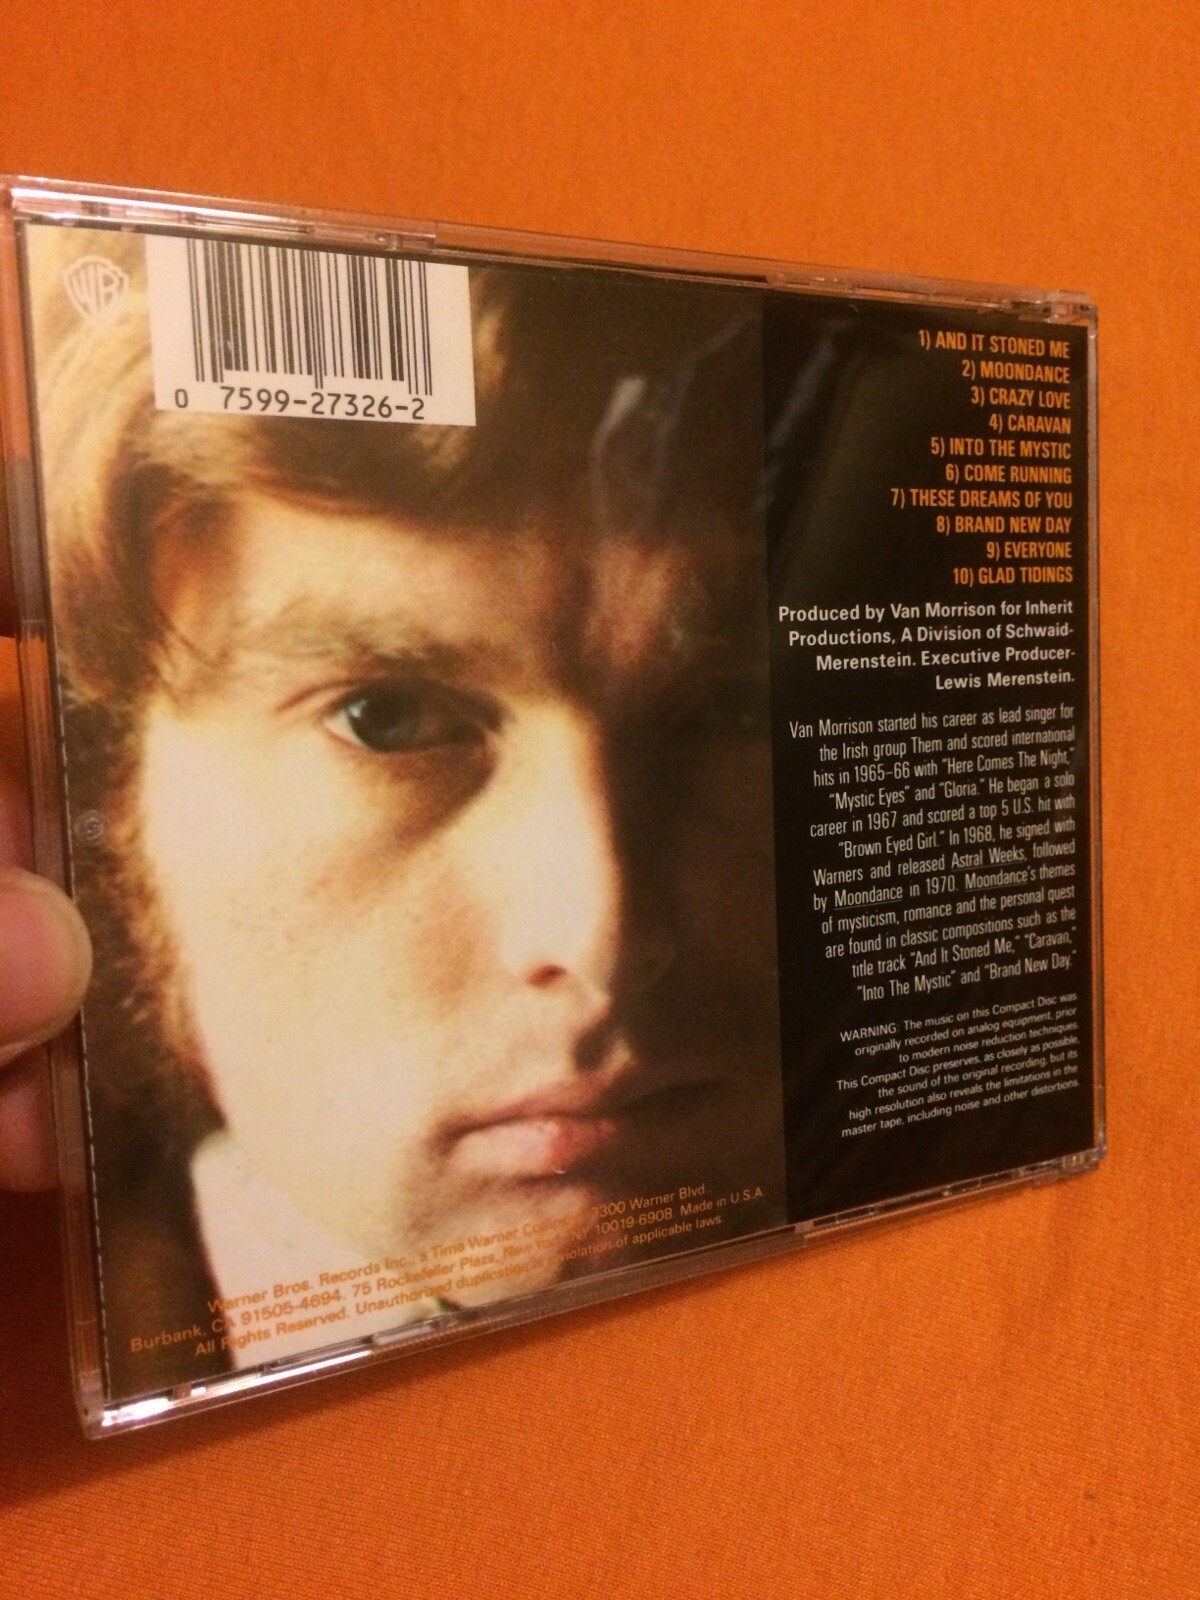 WB
0 7599-27326-2
1) AND IT STONED ME
2) MOONDANCE
3) CRAZY LOVE
4) CARAVAN
5) INTO THE MYSTIC
6) COME RUNNING
7) THESE DREAMS OF YOU
8) BRAND NEW DAY
9) EVERYONE
10) GLAD TIDINGS
Produced by Van Morrison for Inherit
Productions, A Division of Schwaid-
Merenstein. Executive Producer-
Lewis Merenstein.
Van Morrison started his career as lead singer for
the Irish group Them and scored international
hits in 1965-66 with "Here Comes The Night,"
"Mystic Eyes" and "Gloria." He began a solo
career in 1967 and scored a top 5 U.S. hit with
"Brown Eyed Girl." In 1968, he signed with
Warners and released Astral Weeks, followed
by Moondance in 1970. Moondance's themes
of mysticism, romance and the personal quest
are found in classic compositions such as the
title track "And It Stoned Me," "Caravan,"
"Into The Mystic" and "Brand New Day."
WARNING: The music on this Compact Disc was
originally recorded on analog equipment, prior
to modern noise reduction techniques.
This Compact Disc preserves, as closely as possible,
the sound of the original recording, but its
high resolution also reveals the limitations in the
master tape, including noise and other distortions.
Warner Bros. Records Inc., a Time Warner Company, 3300 Warner Blvd.
Burbank, CA 91505-4694. 75 Rockefeller Plaza, New York, NY 10019-6908. Made in U.S.A.
All Rights Reserved. Unauthorized duplication is a violation of applicable laws.